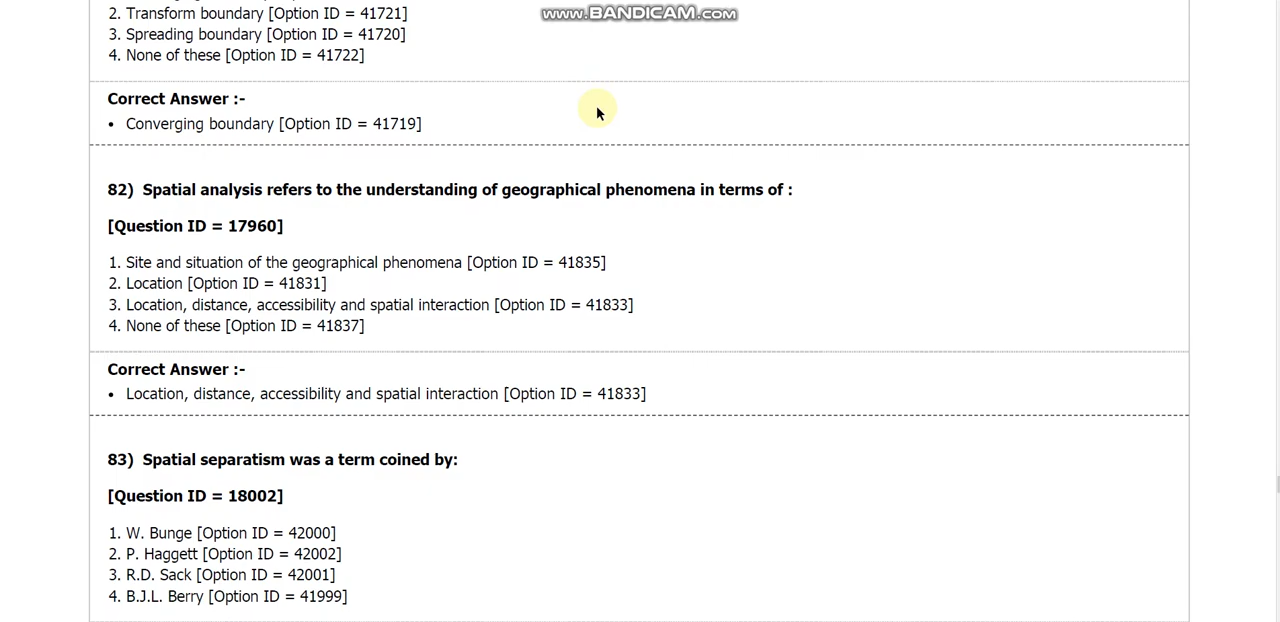 www.BANDICAM.com
2. Transform boundary [Option ID = 41721]
3. Spreading boundary [Option ID = 41720]
4. None of these [Option ID = 41722]
Correct Answer :-
• Converging boundary [Option ID = 41719]
82) Spatial analysis refers to the understanding of geographical phenomena in terms of :
[Question ID = 17960]
1. Site and situation of the geographical phenomena [Option ID = 41835]
2. Location [Option ID = 41831]
3. Location, distance, accessibility and spatial interaction [Option ID = 41833]
4. None of these [Option ID = 41837]
Correct Answer :-
• Location, distance, accessibility and spatial interaction [Option ID = 41833]
83) Spatial separatism was a term coined by:
[Question ID = 18002]
1. W. Bunge [Option ID = 42000]
2. P. Haggett [Option ID = 42002]
3. R.D. Sack [Option ID = 42001]
4. B.J.L. Berry [Option ID = 41999]